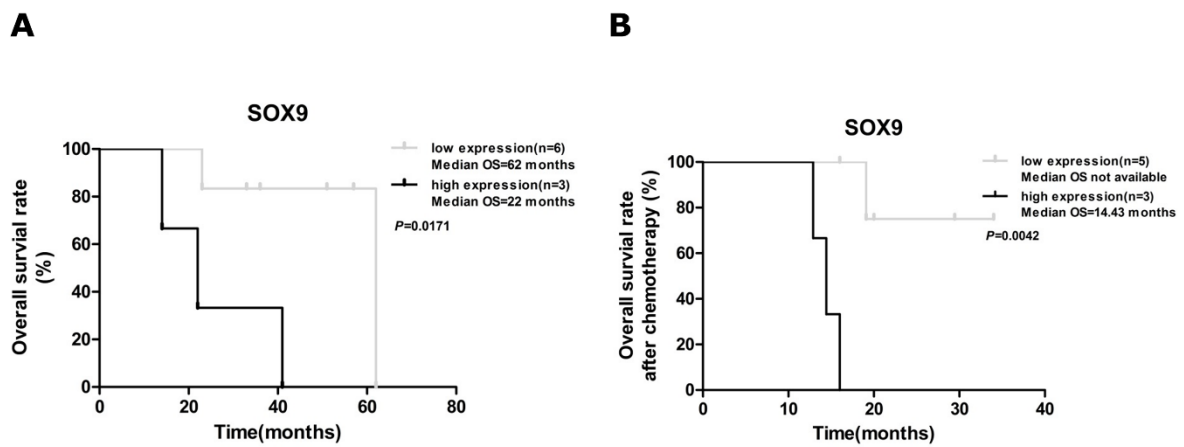 A
SOX9
low expression(n=6)
Median OS=62 months
high expression(n=3)
Median OS=22 months
P=0.0171
Overall survial rate
(%)
100
80
60
40
20
0
0 20 40 60 80
Time(months)
B
SOX9
low expression(n=5)
Median OS not available
high expression(n=3)
Median OS=14.43 months
P=0.0042
Overall survial rate
after chemotherapy (%)
100
80
60
40
20
0
0 10 20 30 40
Time(months)